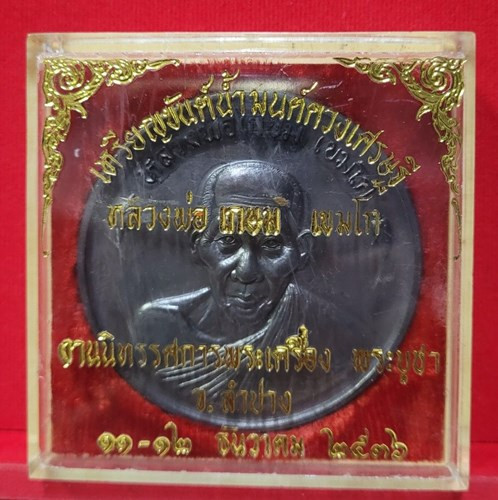 เหรียญขันต์น้ำมนต์ดวงเศรษฐี
หลวงพ่อ เกษม เขมโก
งานนิทรรศการพระเครื่อง พระบูชา
จ. ลำปาง
๑๑-๑๒ ธันวาคม ๒๕๓๖